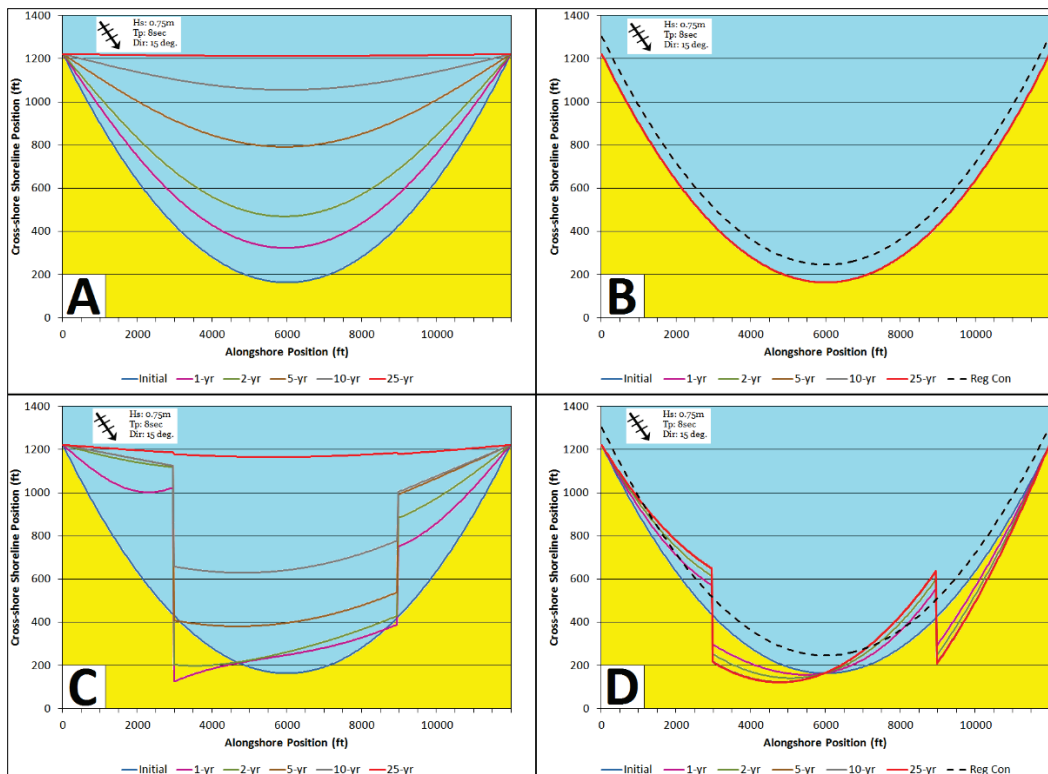 1400
1200
1000
800
600
400
200
0
Cross-shore Shoreline Position (ft)
Hs: 0.75m
Tp: 8sec
Dir: 15 deg.
A
0 2000 4000 6000 8000 10000
Alongshore Position (ft)
Initial 1-yr 2-yr 5-yr 10-yr 25-yr
1400
1200
1000
800
600
400
200
0
Cross-shore Shoreline Position (ft)
Hs: 0.75m
Tp: 8sec
Dir: 15 deg.
B
0 2000 4000 6000 8000 10000
Alongshore Position (ft)
Initial 1-yr 2-yr 5-yr 10-yr 25-yr Reg Con
1400
1200
1000
800
600
400
200
0
Cross-shore Shoreline Position (ft)
Hs: 0.75m
Tp: 8sec
Dir: 15 deg.
C
0 2000 4000 6000 8000 10000
Alongshore Position (ft)
Initial 1-yr 2-yr 5-yr 10-yr 25-yr
1400
1200
1000
800
600
400
200
0
Cross-shore Shoreline Position (ft)
Hs: 0.75m
Tp: 8sec
Dir: 15 deg.
D
0 2000 4000 6000 8000 10000
Alongshore Position (ft)
Initial 1-yr 2-yr 5-yr 10-yr 25-yr Reg Con